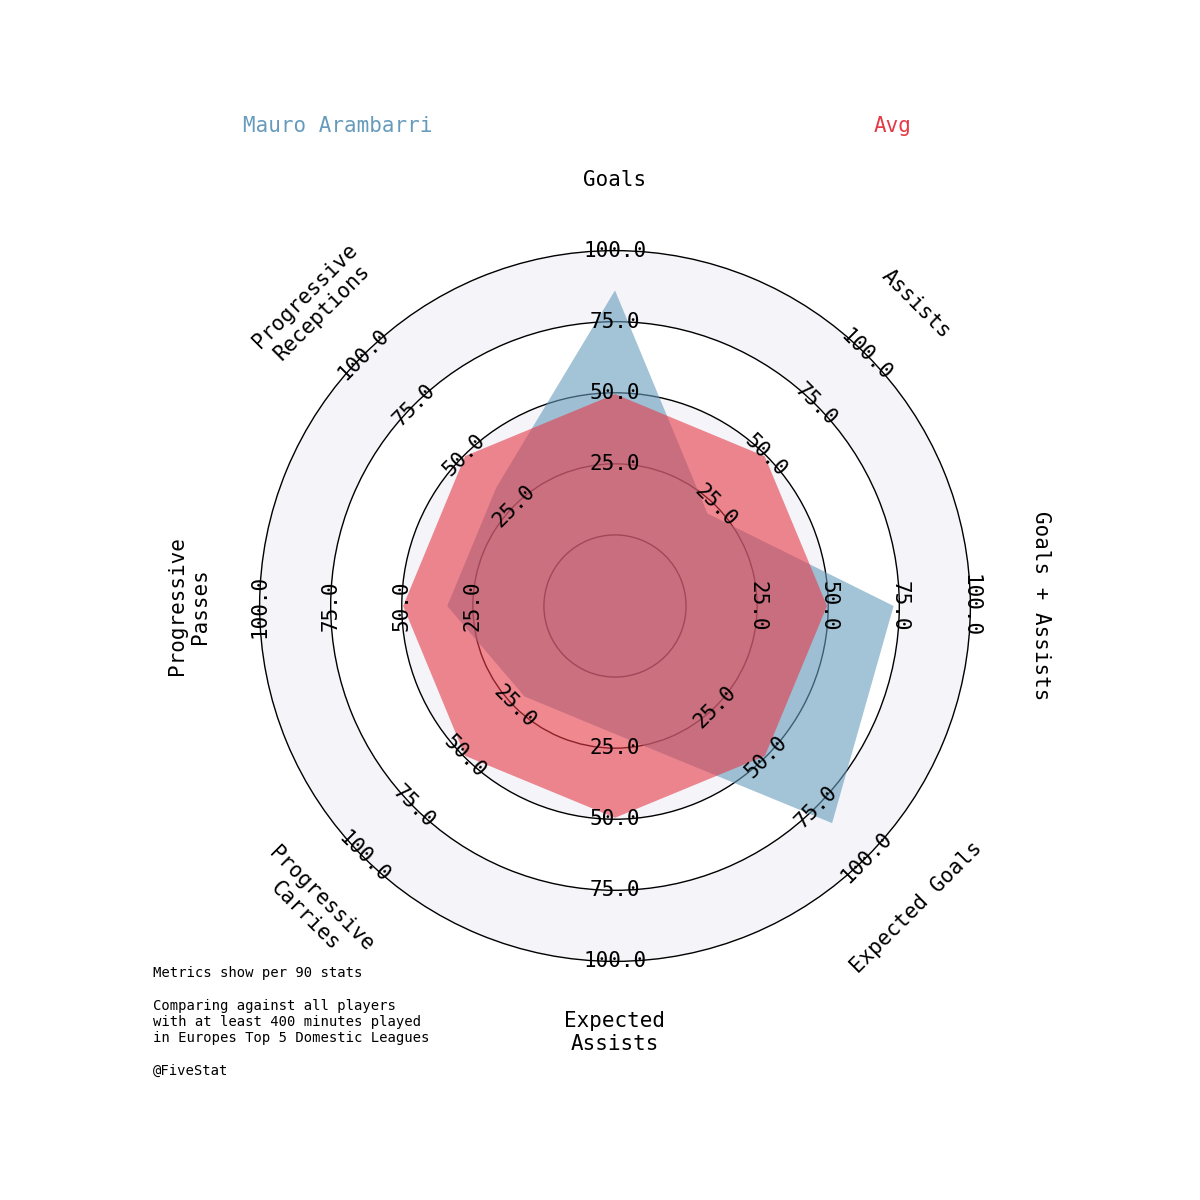 Mauro Arambarri
Avg
Goals
Assists
Goals + Assists
Expected Goals
Expected
Assists
Progressive
Carries
Progressive
Passes
Progressive
Receptions
100.0
75.0
50.0
25.0
100.0
75.0
50.0
25.0
100.0
75.0
50.0
25.0
100.0
75.0
50.0
25.0
100.0
75.0
50.0
25.0
100.0
75.0
50.0
25.0
100.0
75.0
50.0
25.0
100.0
75.0
50.0
25.0
Metrics show per 90 stats
Comparing against all players
with at least 400 minutes played
in Europes Top 5 Domestic Leagues
@FiveStat